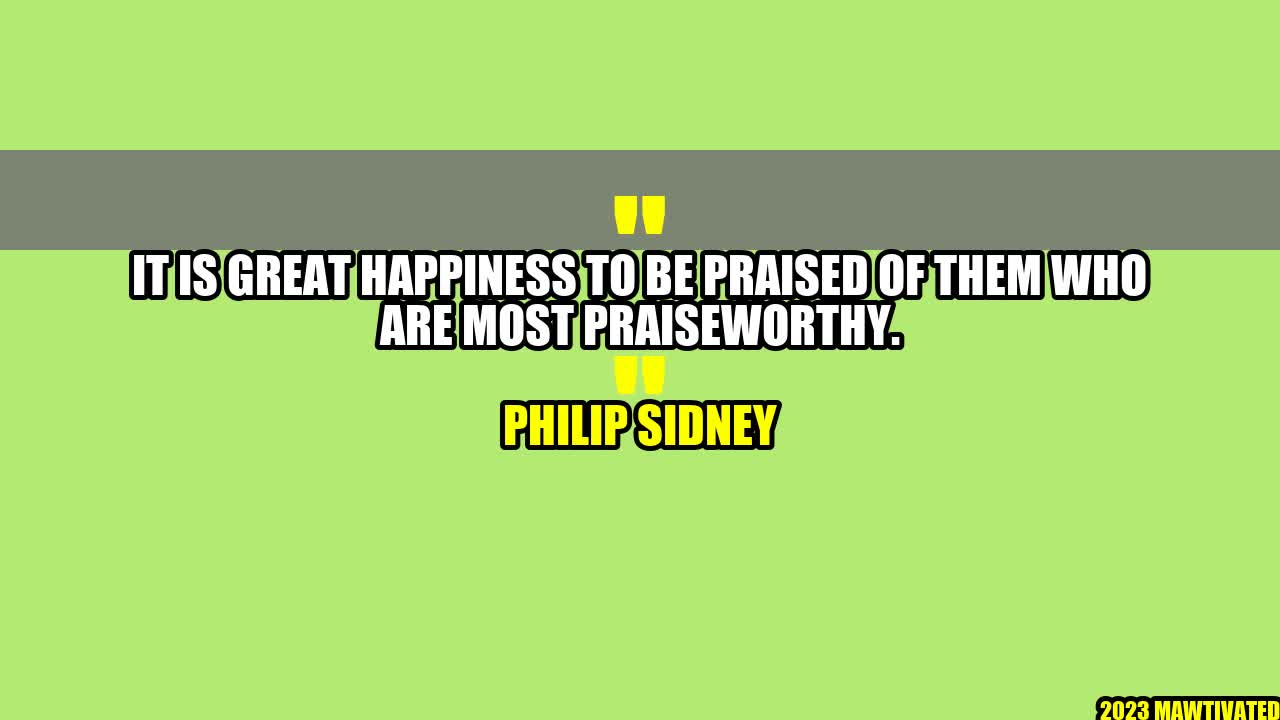 "
IT IS GREAT HAPPINESS TO BE PRAISED OF THEM WHO
ARE MOST PRAISEWORTHY.
"
PHILIP SIDNEY
2023 MAWTIVATED